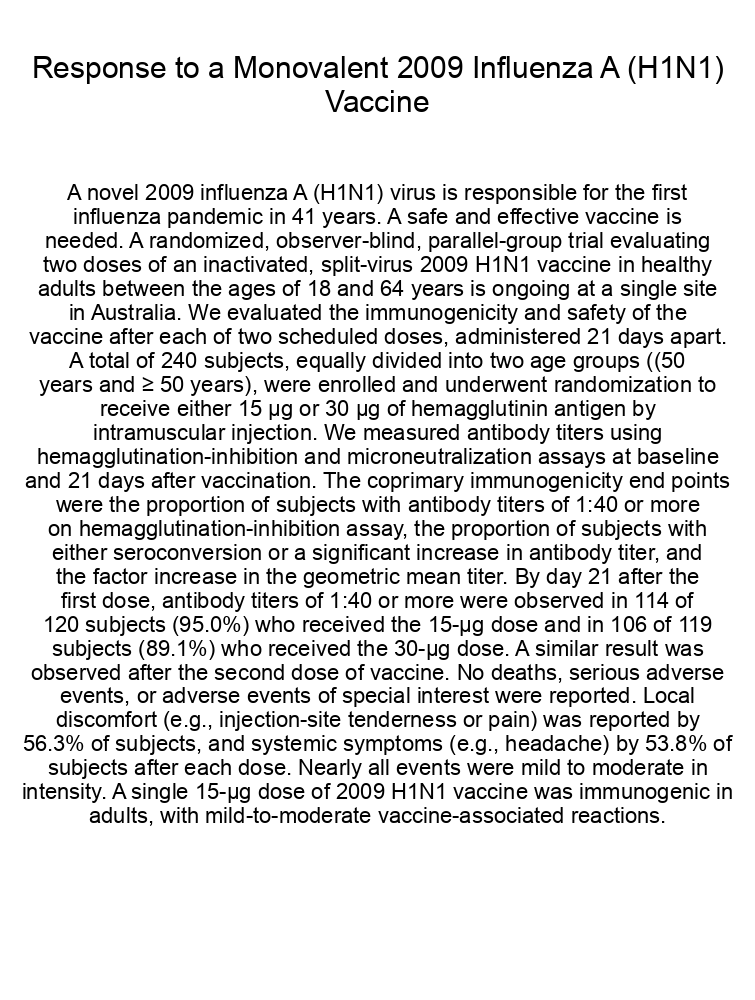 Response to a Monovalent 2009 Influenza A (H1N1)
Vaccine
A novel 2009 influenza A (H1N1) virus is responsible for the first
influenza pandemic in 41 years. A safe and effective vaccine is
needed. A randomized, observer-blind, parallel-group trial evaluating
two doses of an inactivated, split-virus 2009 H1N1 vaccine in healthy
adults between the ages of 18 and 64 years is ongoing at a single site
in Australia. We evaluated the immunogenicity and safety of the
vaccine after each of two scheduled doses, administered 21 days apart.
A total of 240 subjects, equally divided into two age groups ((50
years and ≥ 50 years), were enrolled and underwent randomization to
receive either 15 μg or 30 μg of hemagglutinin antigen by
intramuscular injection. We measured antibody titers using
hemagglutination-inhibition and microneutralization assays at baseline
and 21 days after vaccination. The coprimary immunogenicity end points
were the proportion of subjects with antibody titers of 1:40 or more
on hemagglutination-inhibition assay, the proportion of subjects with
either seroconversion or a significant increase in antibody titer, and
the factor increase in the geometric mean titer. By day 21 after the
first dose, antibody titers of 1:40 or more were observed in 114 of
120 subjects (95.0%) who received the 15-μg dose and in 106 of 119
subjects (89.1%) who received the 30-μg dose. A similar result was
observed after the second dose of vaccine. No deaths, serious adverse
events, or adverse events of special interest were reported. Local
discomfort (e.g., injection-site tenderness or pain) was reported by
56.3% of subjects, and systemic symptoms (e.g., headache) by 53.8% of
subjects after each dose. Nearly all events were mild to moderate in
intensity. A single 15-μg dose of 2009 H1N1 vaccine was immunogenic in
adults, with mild-to-moderate vaccine-associated reactions.